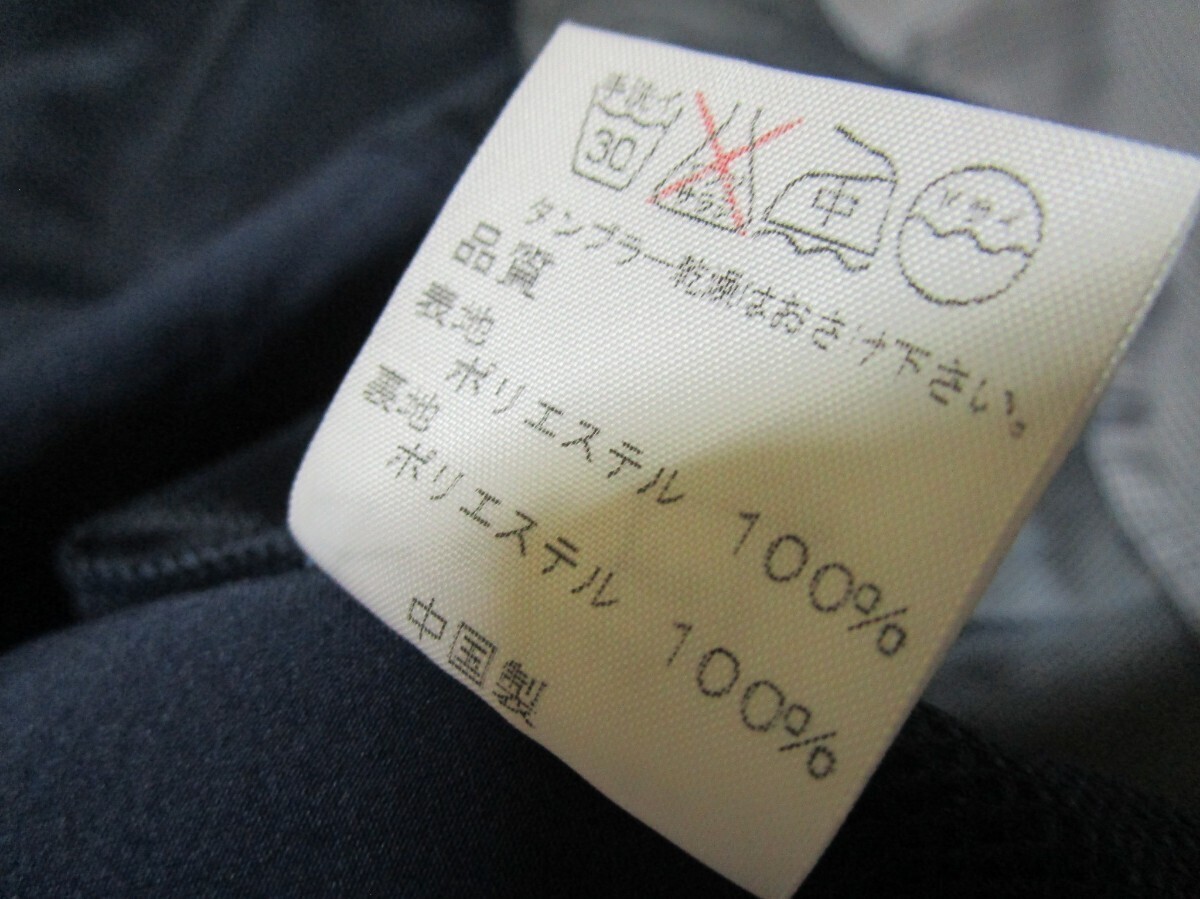 手洗イ
30
中
ドライ
タンブラー乾燥はおさけ下さい。
品質
表地
ポリエステル 100%
裏地
ポリエステル 100%
中国製